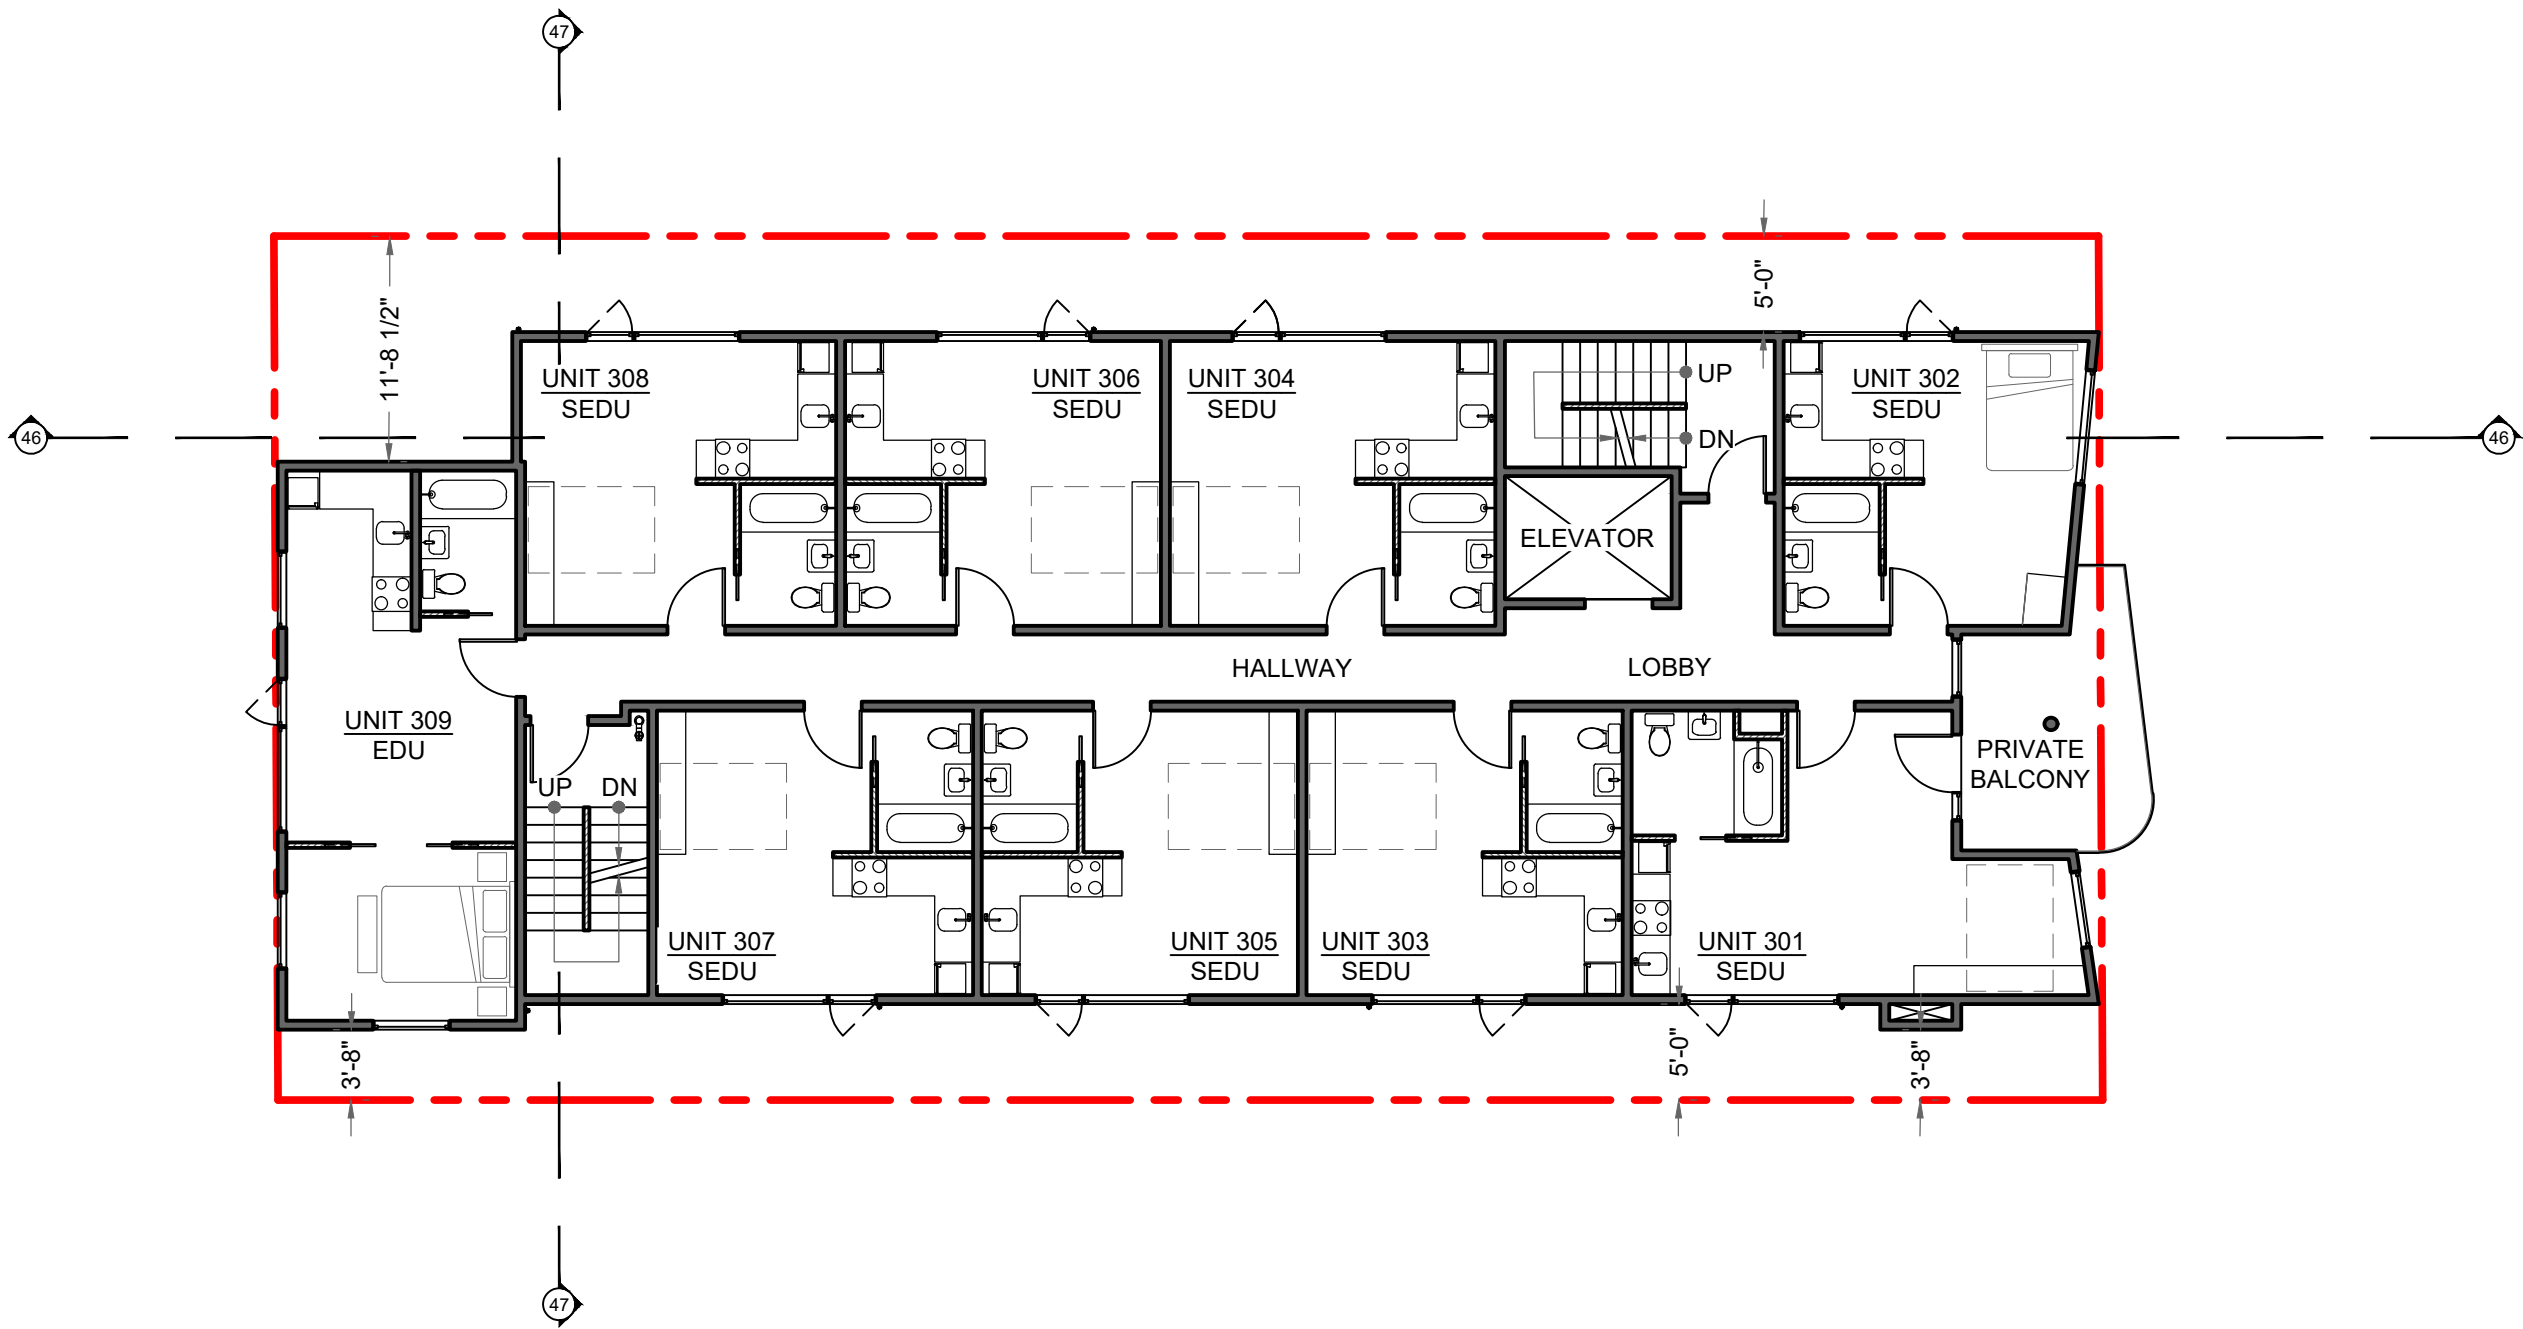 47
5'-0"
11'-8 1/2"
UNIT 308
SEDU
UNIT 306
SEDU
UNIT 304
SEDU
UP
DN
UNIT 302
SEDU
46
46
ELEVATOR
HALLWAY
LOBBY
UNIT 309
EDU
PRIVATE
BALCONY
UP
DN
UNIT 307
SEDU
UNIT 305
SEDU
UNIT 303
SEDU
UNIT 301
SEDU
3'-8"
5'-0"
3'-8"
47